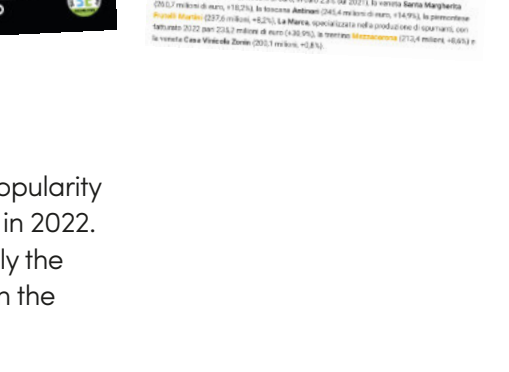 (260,7 milioni di euro, +18,2%), la toscana Antinori (245,4 milioni di euro, +14,9%), la piemontese
Fratelli Martini (237,6 milioni, +8,2%), La Marca, specializzata nella produzione di spumanti, con
fatturato 2022 pari 233,7 milioni di euro (+30,9%), la trentina Mezzacorona (213,4 milioni, +8,6%) e
la veneta Casa Vinicola Zonin (200,1 milioni, +0,8%).
opularity
in 2022.
ly the
n the